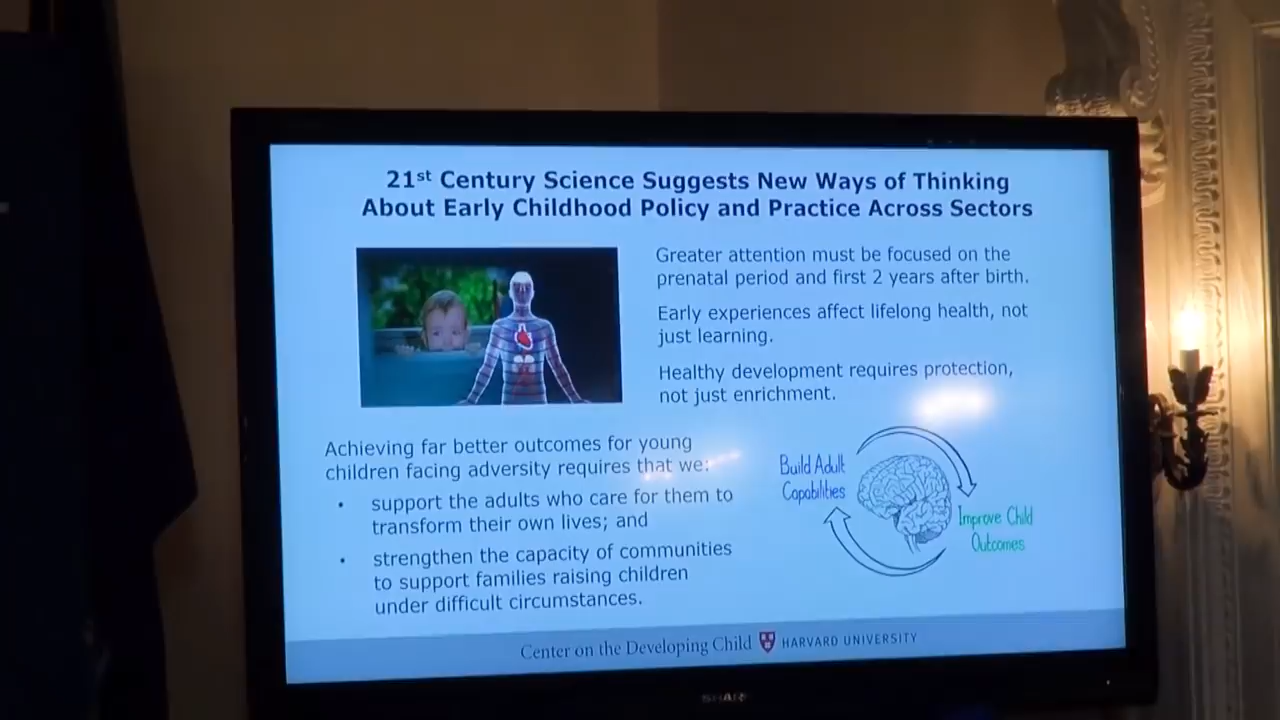 21st Century Science Suggests New Ways of Thinking
About Early Childhood Policy and Practice Across Sectors
Greater attention must be focused on the
prenatal period and first 2 years after birth.
Early experiences affect lifelong health, not
just learning.
Healthy development requires protection,
not just enrichment.
Achieving far better outcomes for young
children facing adversity requires that we:
• support the adults who care for them to
transform their own lives; and
• strengthen the capacity of communities
to support families raising children
under difficult circumstances.
Build Adult
Capabilities
Improve Child
Outcomes
Center on the Developing Child HARVARD UNIVERSITY
SHARP